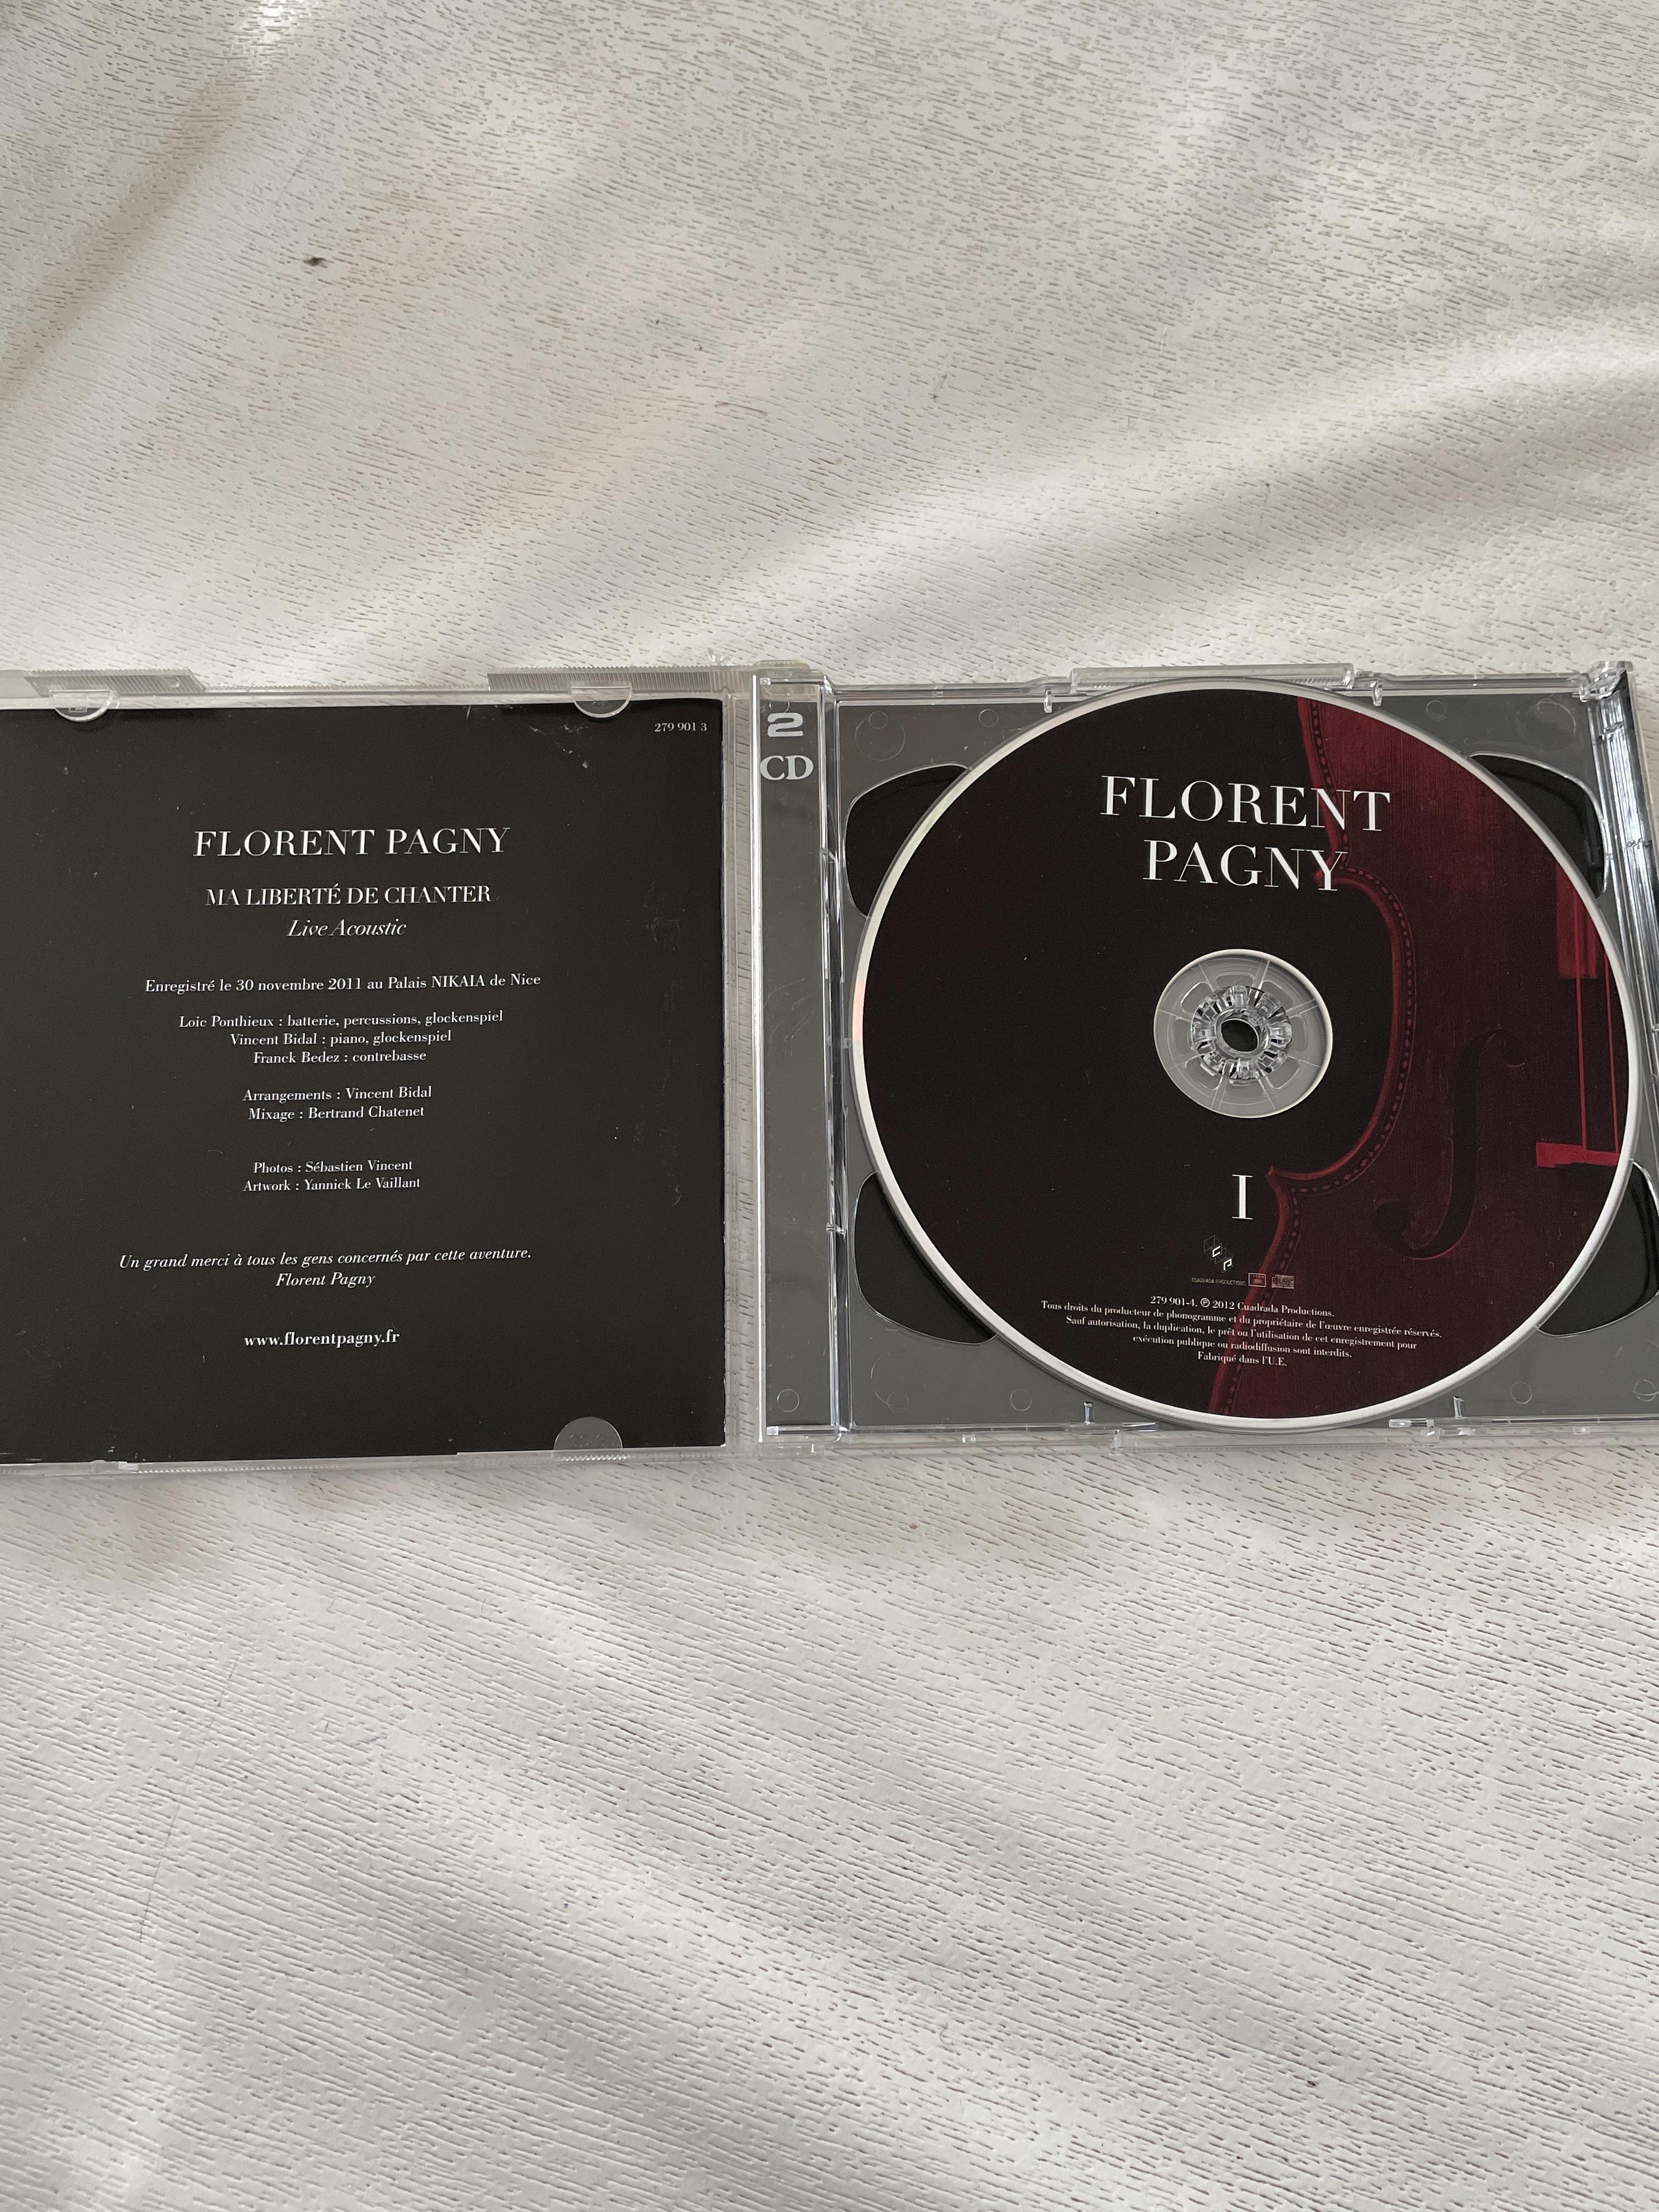 279 901 3
FLORENT PAGNY
MA LIBERTÉ DE CHANTER
Live Acoustic
Enregistré le 30 novembre 2011 au Palais NIKAIA de Nice
Loic Ponthieux : batterie, percussions, glockenspiel
Vincent Bidal : piano, glockenspiel
Franck Bedez : contrebasse
Arrangements : Vincent Bidal
Mixage : Bertrand Chatenet
Photos : Sébastien Vincent
Artwork : Yannick Le Vaillant
Un grand merci à tous les gens concernés par cette aventure.
Florent Pagny
www.florentpagny.fr
2
CD
FLORENT
PAGNY
I
CUADRADA PRODUCTIONS
279 901-4. ℗ 2012 Cuadrada Productions.
Tous droits du producteur de phonogramme et du propriétaire de l'œuvre enregistrée réservés.
Sauf autorisation, la duplication, le prêt ou l'utilisation de cet enregistrement pour
exécution publique ou radiodiffusion sont interdits.
Fabriqué dans l'U.E.